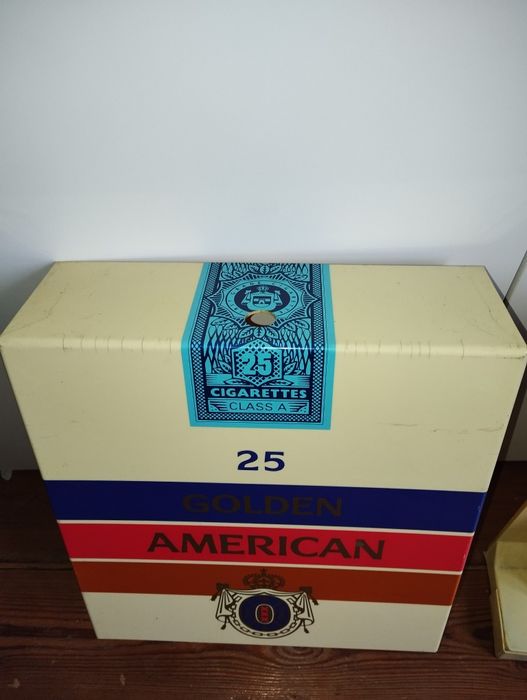 25
CIGARETTES
CLASS A
25
GOLDEN
AMERICAN